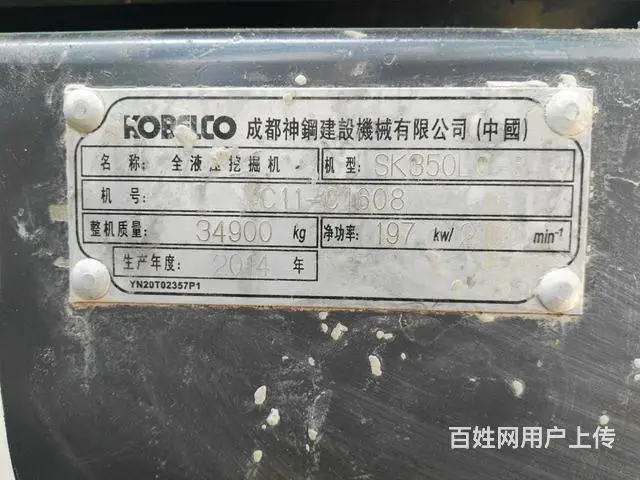 KOBELCO 成都神鋼建設機械有限公司(中國)
名称: 全液压挖掘机 机型: SK350LC
机号: C11-C1608
整机质量: 34900 kg 净功率: 197 kw/ min⁻¹
生产年度: 2014 年
YN20T02357P1
百姓网用户上传